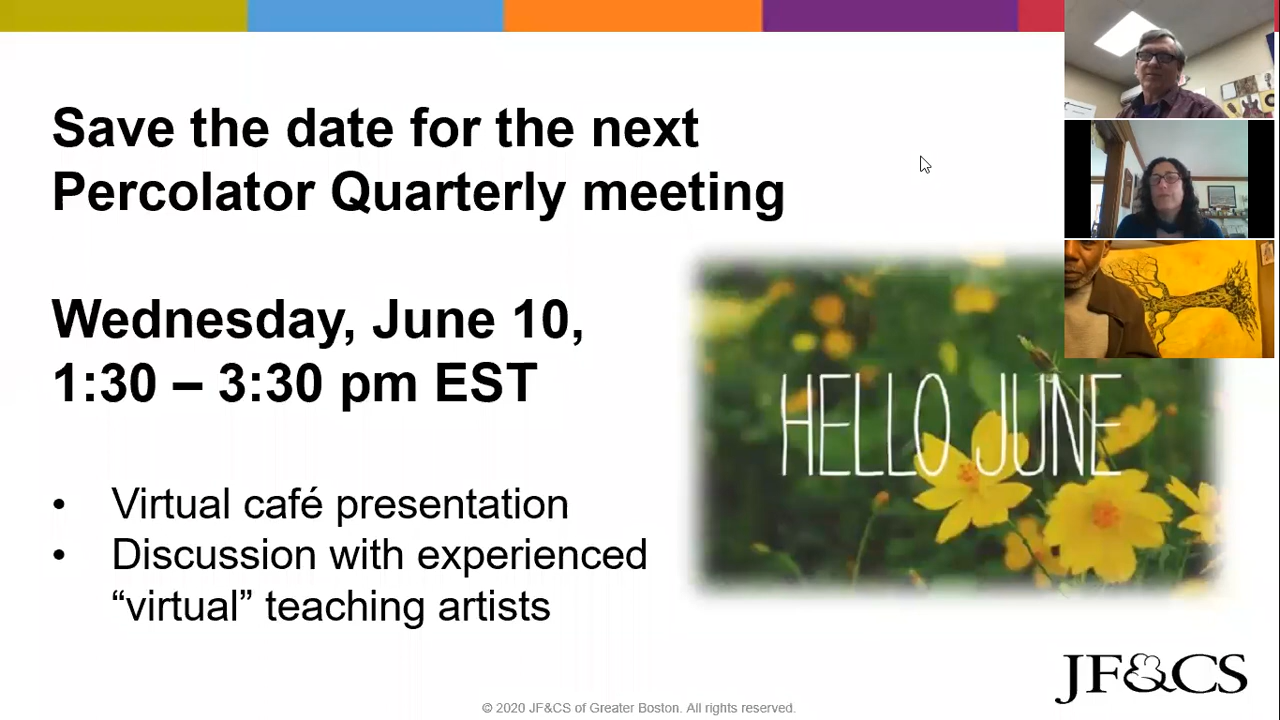 Save the date for the next
Percolator Quarterly meeting
Wednesday, June 10,
1:30 – 3:30 pm EST
• Virtual café presentation
• Discussion with experienced
“virtual” teaching artists
HELLO JUNE
JF&CS
© 2020 JF&CS of Greater Boston. All rights reserved.